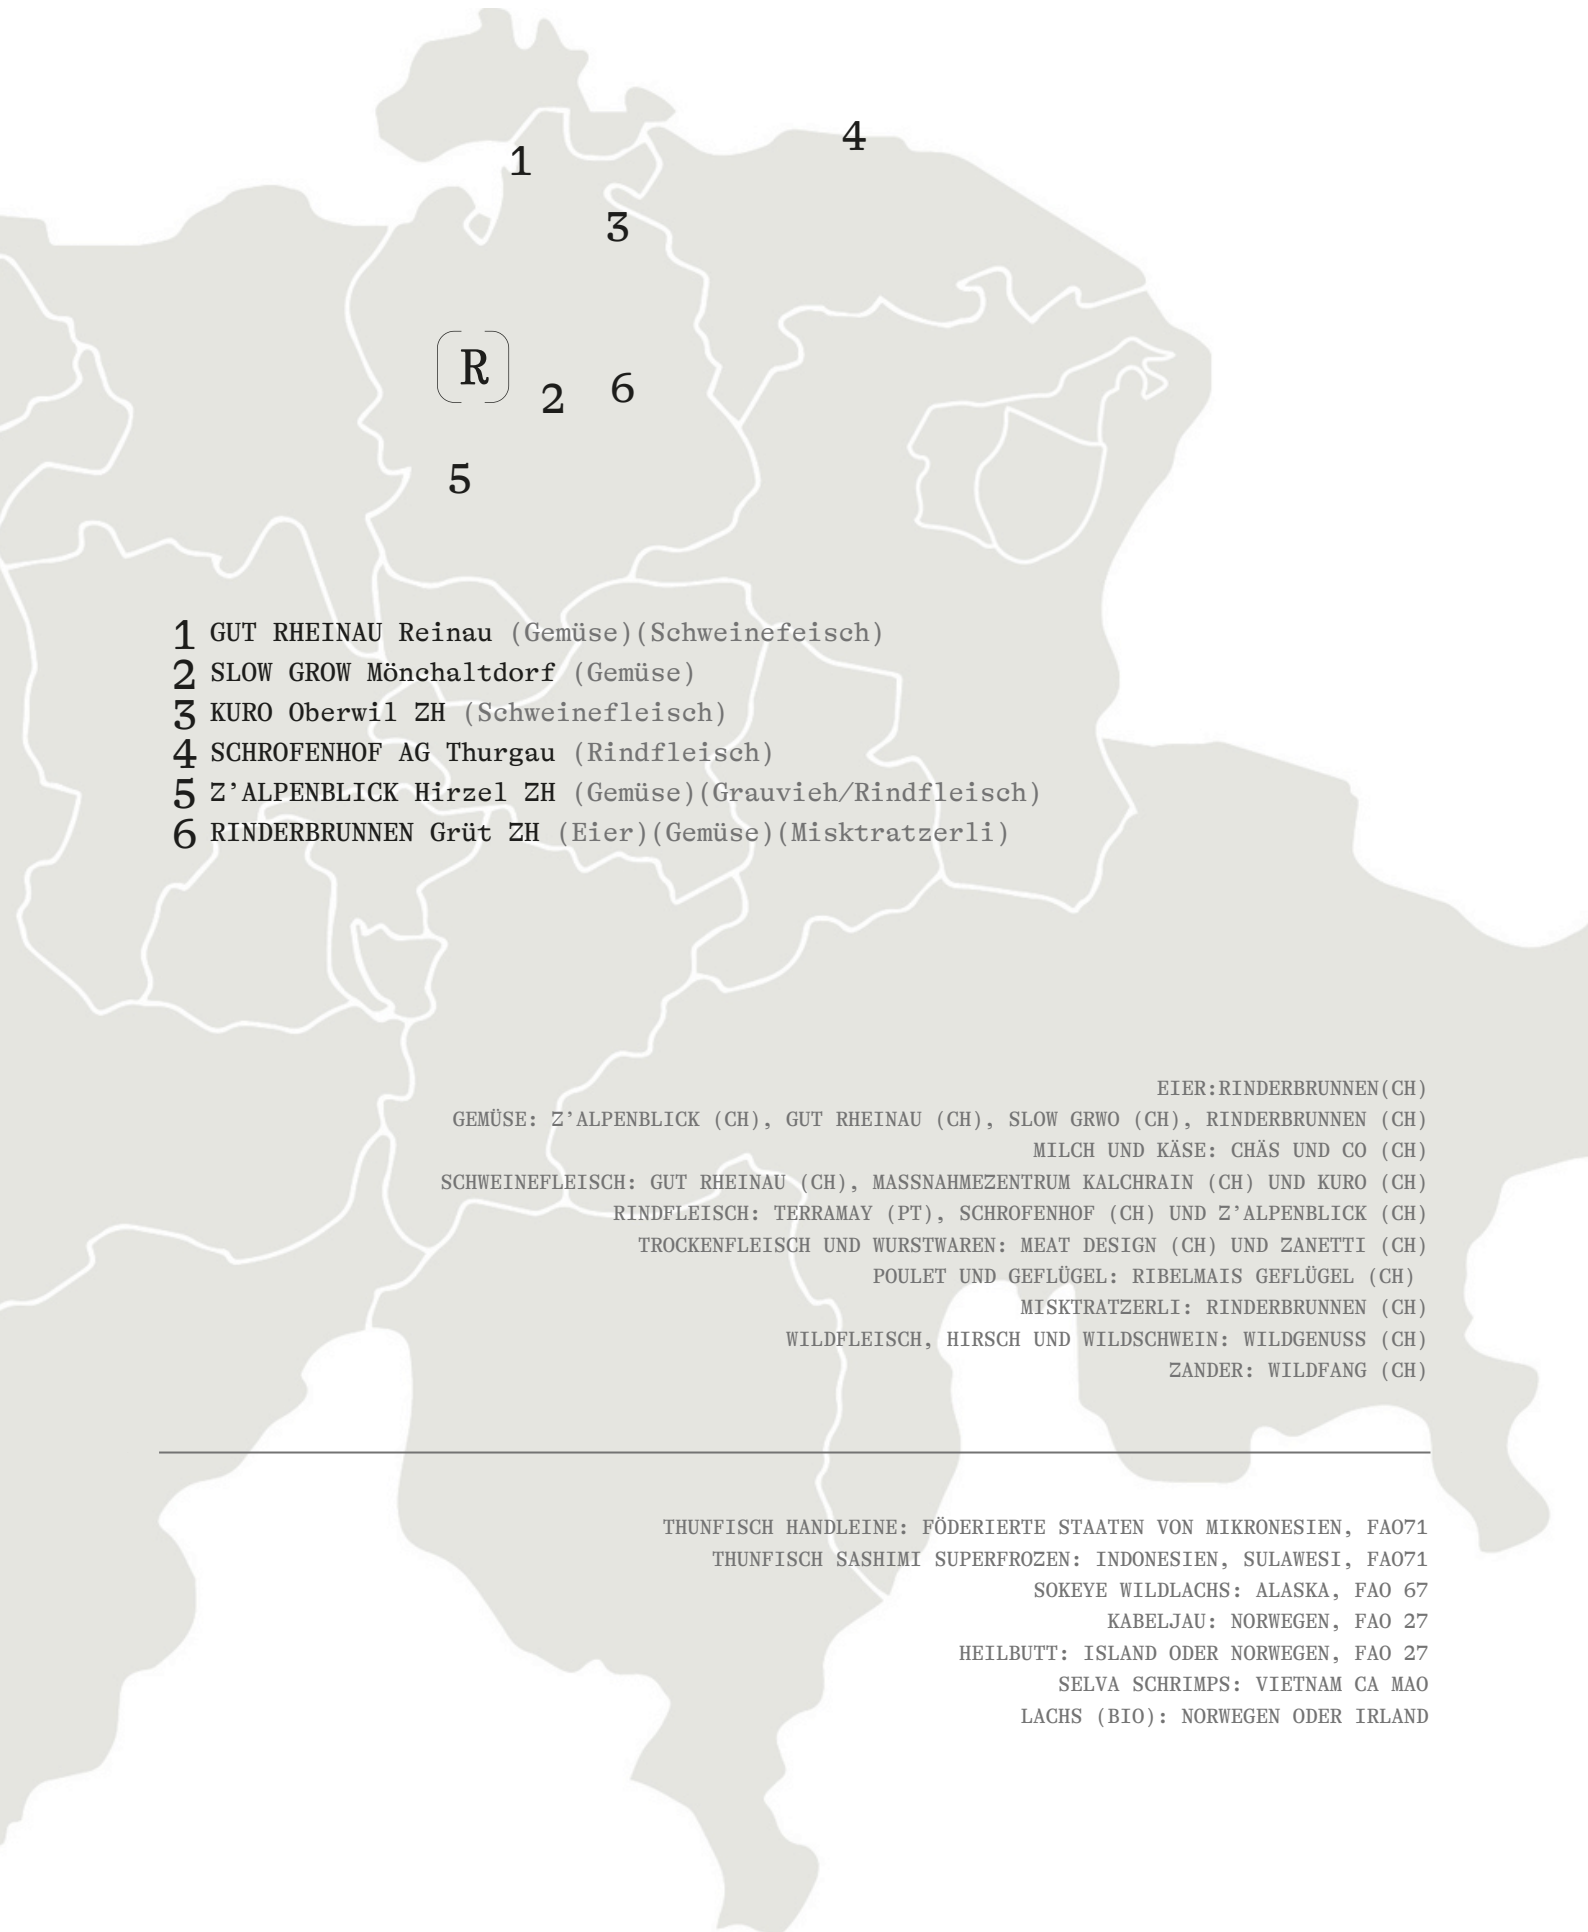 1
4
3
R
2
6
5
1 GUT RHEINAU Reinau (Gemüse)(Schweinefeisch)
2 SLOW GROW Mönchaltdorf (Gemüse)
3 KURO Oberwil ZH (Schweinefleisch)
4 SCHROFENHOF AG Thurgau (Rindfleisch)
5 Z’ALPENBLICK Hirzel ZH (Gemüse)(Grauvieh/Rindfleisch)
6 RINDERBRUNNEN Grüt ZH (Eier)(Gemüse)(Misktratzerli)
EIER:RINDERBRUNNEN(CH)
GEMÜSE: Z’ALPENBLICK (CH), GUT RHEINAU (CH), SLOW GRWO (CH), RINDERBRUNNEN (CH)
MILCH UND KÄSE: CHÄS UND CO (CH)
SCHWEINEFLEISCH: GUT RHEINAU (CH), MASSNAHMEZENTRUM KALCHRAIN (CH) UND KURO (CH)
RINDFLEISCH: TERRAMAY (PT), SCHROFENHOF (CH) UND Z’ALPENBLICK (CH)
TROCKENFLEISCH UND WURSTWAREN: MEAT DESIGN (CH) UND ZANETTI (CH)
POULET UND GEFLÜGEL: RIBELMAIS GEFLÜGEL (CH)
MISKTRATZERLI: RINDERBRUNNEN (CH)
WILDFLEISCH, HIRSCH UND WILDSCHWEIN: WILDGENUSS (CH)
ZANDER: WILDFANG (CH)
THUNFISCH HANDLEINE: FÖDERIERTE STAATEN VON MIKRONESIEN, FAO71
THUNFISCH SASHIMI SUPERFROZEN: INDONESIEN, SULAWESI, FAO71
SOKEYE WILDLACHS: ALASKA, FAO 67
KABELJAU: NORWEGEN, FAO 27
HEILBUTT: ISLAND ODER NORWEGEN, FAO 27
SELVA SCHRIMPS: VIETNAM CA MAO
LACHS (BIO): NORWEGEN ODER IRLAND